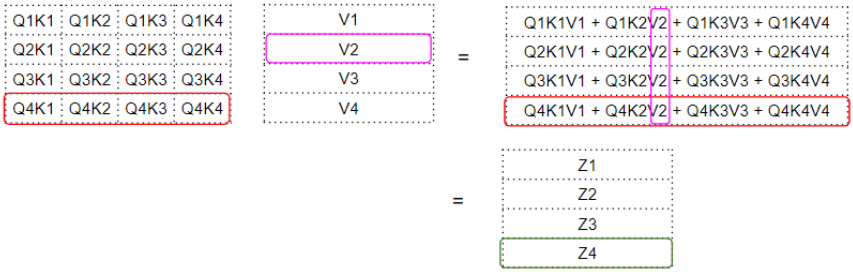 Q1K1 Q1K2 Q1K3 Q1K4 V1 Q1K1V1 + Q1K2V2 + Q1K3V3 + Q1K4V4
Q2K1 Q2K2 Q2K3 Q2K4 V2 = Q2K1V1 + Q2K2V2 + Q2K3V3 + Q2K4V4
Q3K1 Q3K2 Q3K3 Q3K4 V3 Q3K1V1 + Q3K2V2 + Q3K3V3 + Q3K4V4
Q4K1 Q4K2 Q4K3 Q4K4 V4 Q4K1V1 + Q4K2V2 + Q4K3V3 + Q4K4V4
Z1
Z2
= Z3
Z4